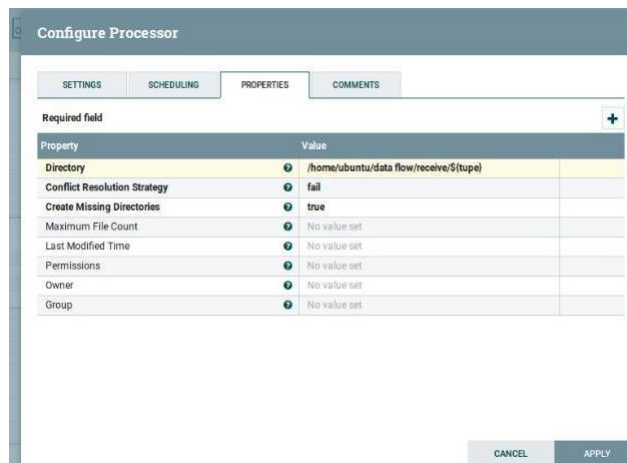 Configure Processor
SETTINGS SCHEDULING PROPERTIES COMMENTS
Required field
Property Value
Directory /home/ubuntu/data flow/receive/${tupe}
Conflict Resolution Strategy fail
Create Missing Directories true
Maximum File Count No value set
Last Modified Time No value set
Permissions No value set
Owner No value set
Group No value set
CANCEL APPLY